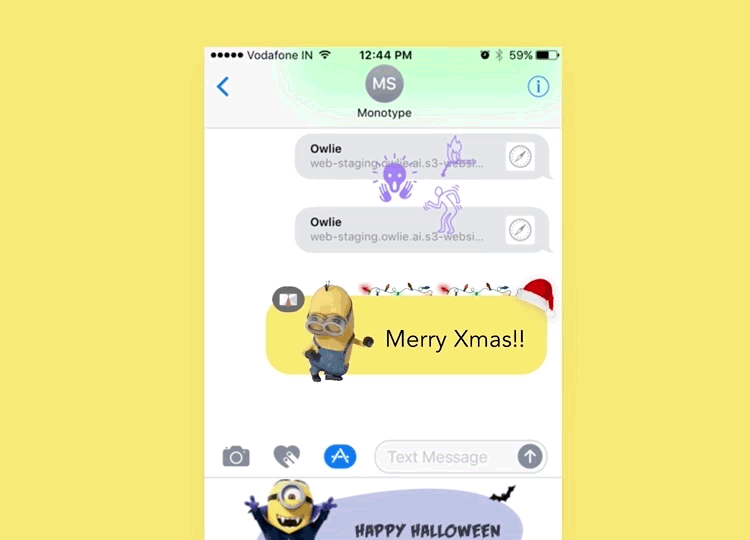 Vodafone IN 12:44 PM 59%
MS
Monotype
Owlie
web-staging.owlie.ai.s3-websi...
Owlie
web-staging.owlie.ai.s3-websi...
Merry Xmas!!
Text Message
HAPPY HALLOWEEN